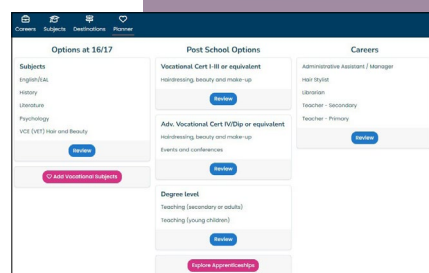 Careers Subjects Destinations Planner
Options at 16/17
Subjects
English/EAL
History
Literature
Psychology
VCE (VET) Hair and Beauty
Review
Add Vocational Subjects
Post School Options
Vocational Cert I-III or equivalent
Hairdressing, beauty and make-up
Review
Adv. Vocational Cert IV/Dip or equivalent
Hairdressing, beauty and make-up
Events and conferences
Review
Degree level
Teaching (secondary or adults)
Teaching (young children)
Review
Explore Apprenticeships
Careers
Administrative Assistant / Manager
Hair Stylist
Librarian
Teacher - Secondary
Teacher - Primary
Review